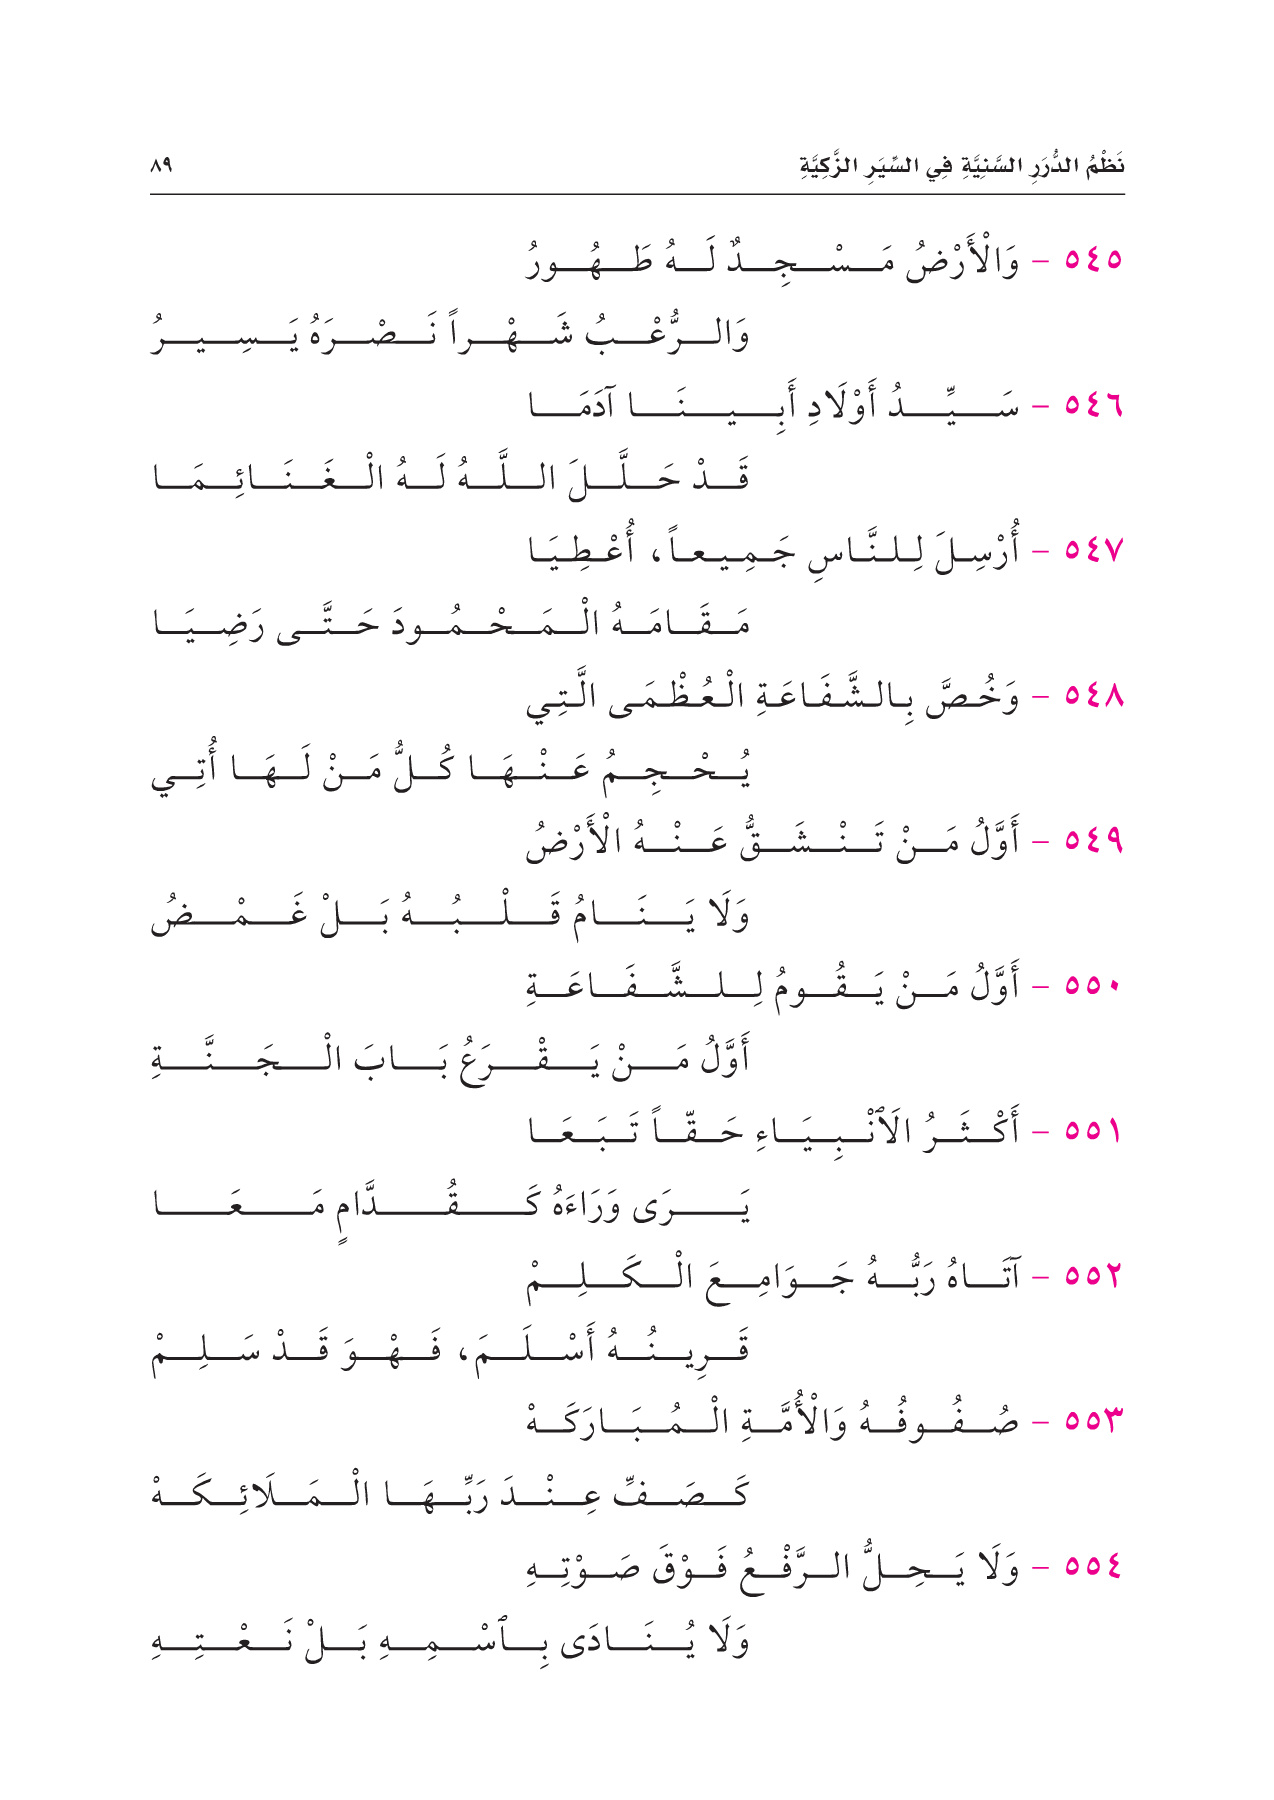 نَظْمُ الدُّرَرِ السَّنِيَّةِ فِي السِّيَرِ الزَّكِيَّةِ ٨٩
٥٤٥ - وَالْأَرْضُ مَسْجِدٌ لَهُ طَهُورُ
وَالرُّعْبُ شَهْراً نَصْرَهُ يَسِيرُ
٥٤٦ - سَيِّدُ أَوْلَادِ أَبِينَا آدَمَا
قَدْ حَلَّلَ اللَّهُ لَهُ الْغَنَائِمَا
٥٤٧ - أُرْسِلَ لِلنَّاسِ جَمِيعاً، أُعْطِيَا
مَقَامَهُ الْمَحْمُودَ حَتَّى رَضِيَا
٥٤٨ - وَخُصَّ بِالشَّفَاعَةِ الْعُظْمَى الَّتِي
يُحْجِمُ عَنْهَا كُلُّ مَنْ لَهَا أُتِي
٥٤٩ - أَوَّلُ مَنْ تَنْشَقُّ عَنْهُ الْأَرْضُ
وَلَا يَنَامُ قَلْبُهُ بَلْ غَمْضُ
٥٥٠ - أَوَّلُ مَنْ يَقُومُ لِلشَّفَاعَةِ
أَوَّلُ مَنْ يَقْرَعُ بَابَ الْجَنَّةِ
٥٥١ - أَكْثَرُ الَانْبِيَاءِ حَقّاً تَبَعَا
يَرَى وَرَاءَهُ كَقُدَّامٍ مَعَا
٥٥٢ - آتَاهُ رَبُّهُ جَوَامِعَ الْكَلِمْ
قَرِينُهُ أَسْلَمَ، فَهْوَ قَدْ سَلِمْ
٥٥٣ - صُفُوفُهُ وَالْأُمَّةِ الْمُبَارَكَهْ
كَصَفِّ عِنْدَ رَبِّهَا الْمَلَائِكَهْ
٥٥٤ - وَلَا يَحِلُّ الرَّفْعُ فَوْقَ صَوْتِهِ
وَلَا يُنَادَى بِٱسْمِهِ بَلْ نَعْتِهِ